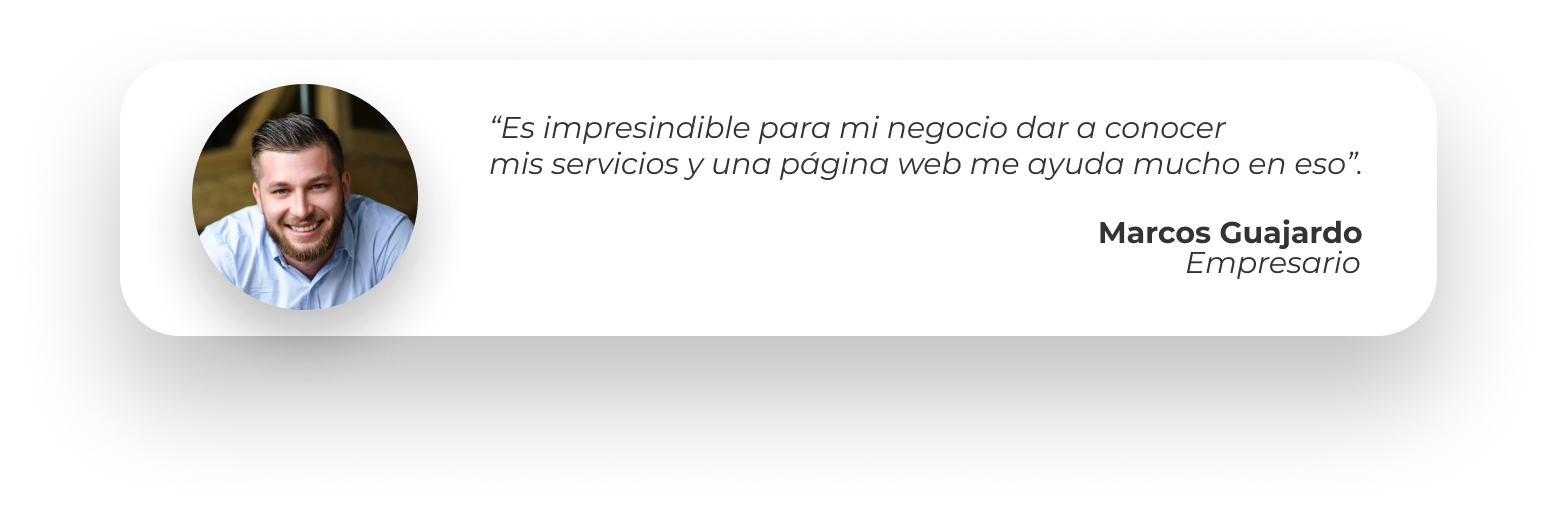 “Es impresindible para mi negocio dar a conocer
mis servicios y una página web me ayuda mucho en eso”.
Marcos Guajardo
Empresario